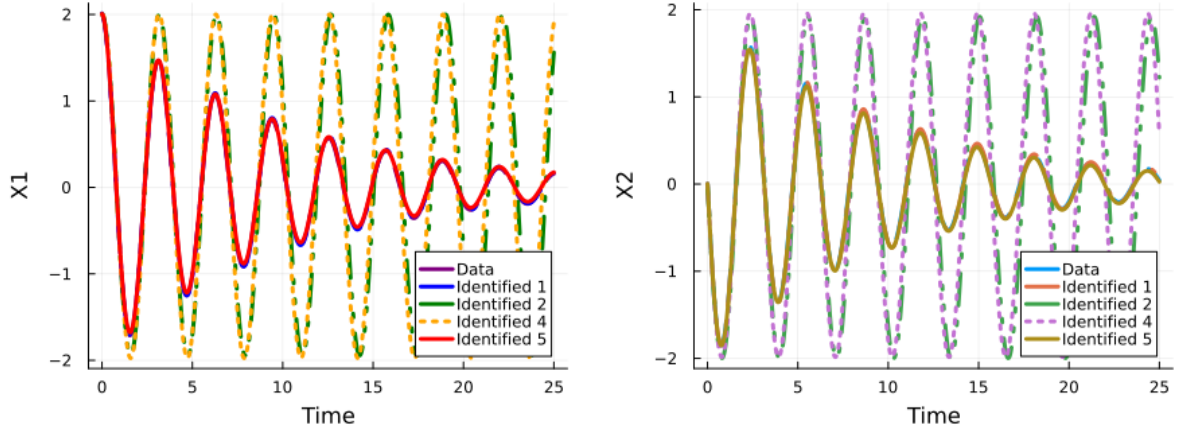 2
1
0
−1
−2
X1
0
5
10
15
20
25
Time
Data
Identified 1
Identified 2
Identified 4
Identified 5
2
1
0
−1
−2
X2
0
5
10
15
20
25
Time
Data
Identified 1
Identified 2
Identified 4
Identified 5